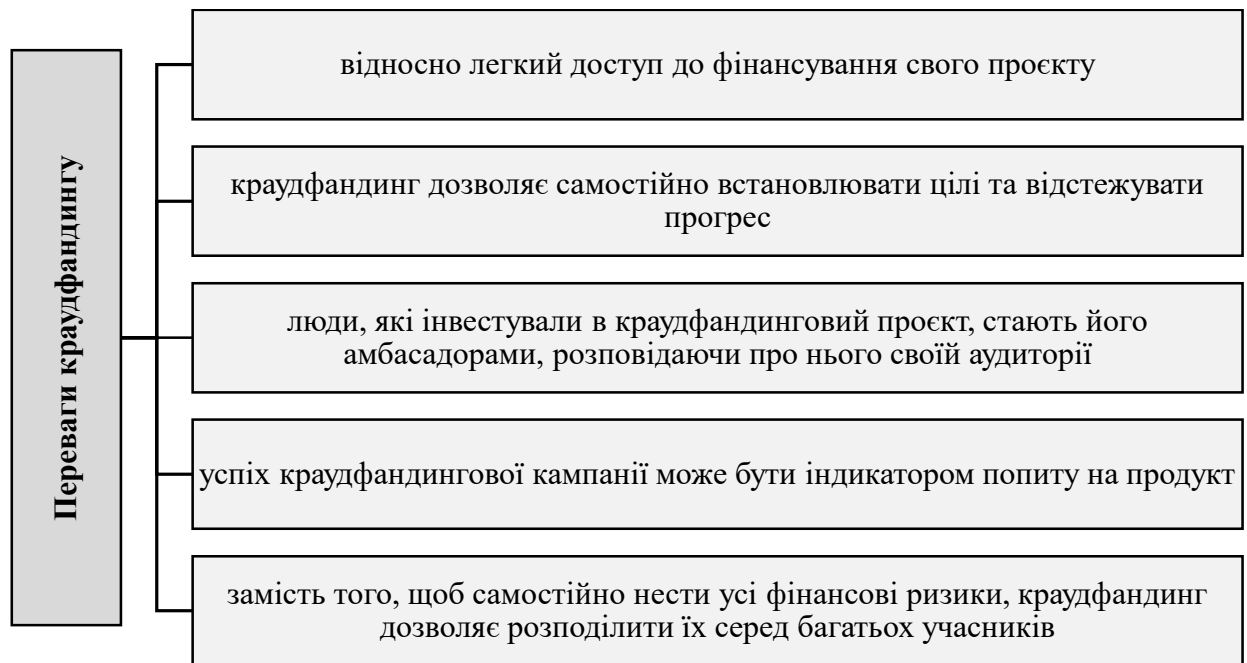 Переваги краудфандингу
відносно легкий доступ до фінансування свого проєкту
краудфандинг дозволяє самостійно встановлювати цілі та відстежувати
прогрес
люди, які інвестували в краудфандинговий проєкт, стають його
амбасадорами, розповідаючи про нього своїй аудиторії
успіх краудфандингової кампанії може бути індикатором попиту на продукт
замість того, щоб самостійно нести усі фінансові ризики, краудфандинг
дозволяє розподілити їх серед багатьох учасників